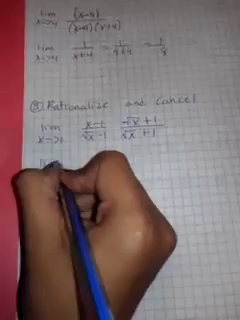 lim x->4 (x-4)/(x-4)(x+4)
lim x->4 1/x+4 = 1/4+4 = 1/8
③ Rationalize and Cancel
lim x->1 x-1/√x -1 √x +1/√x +1